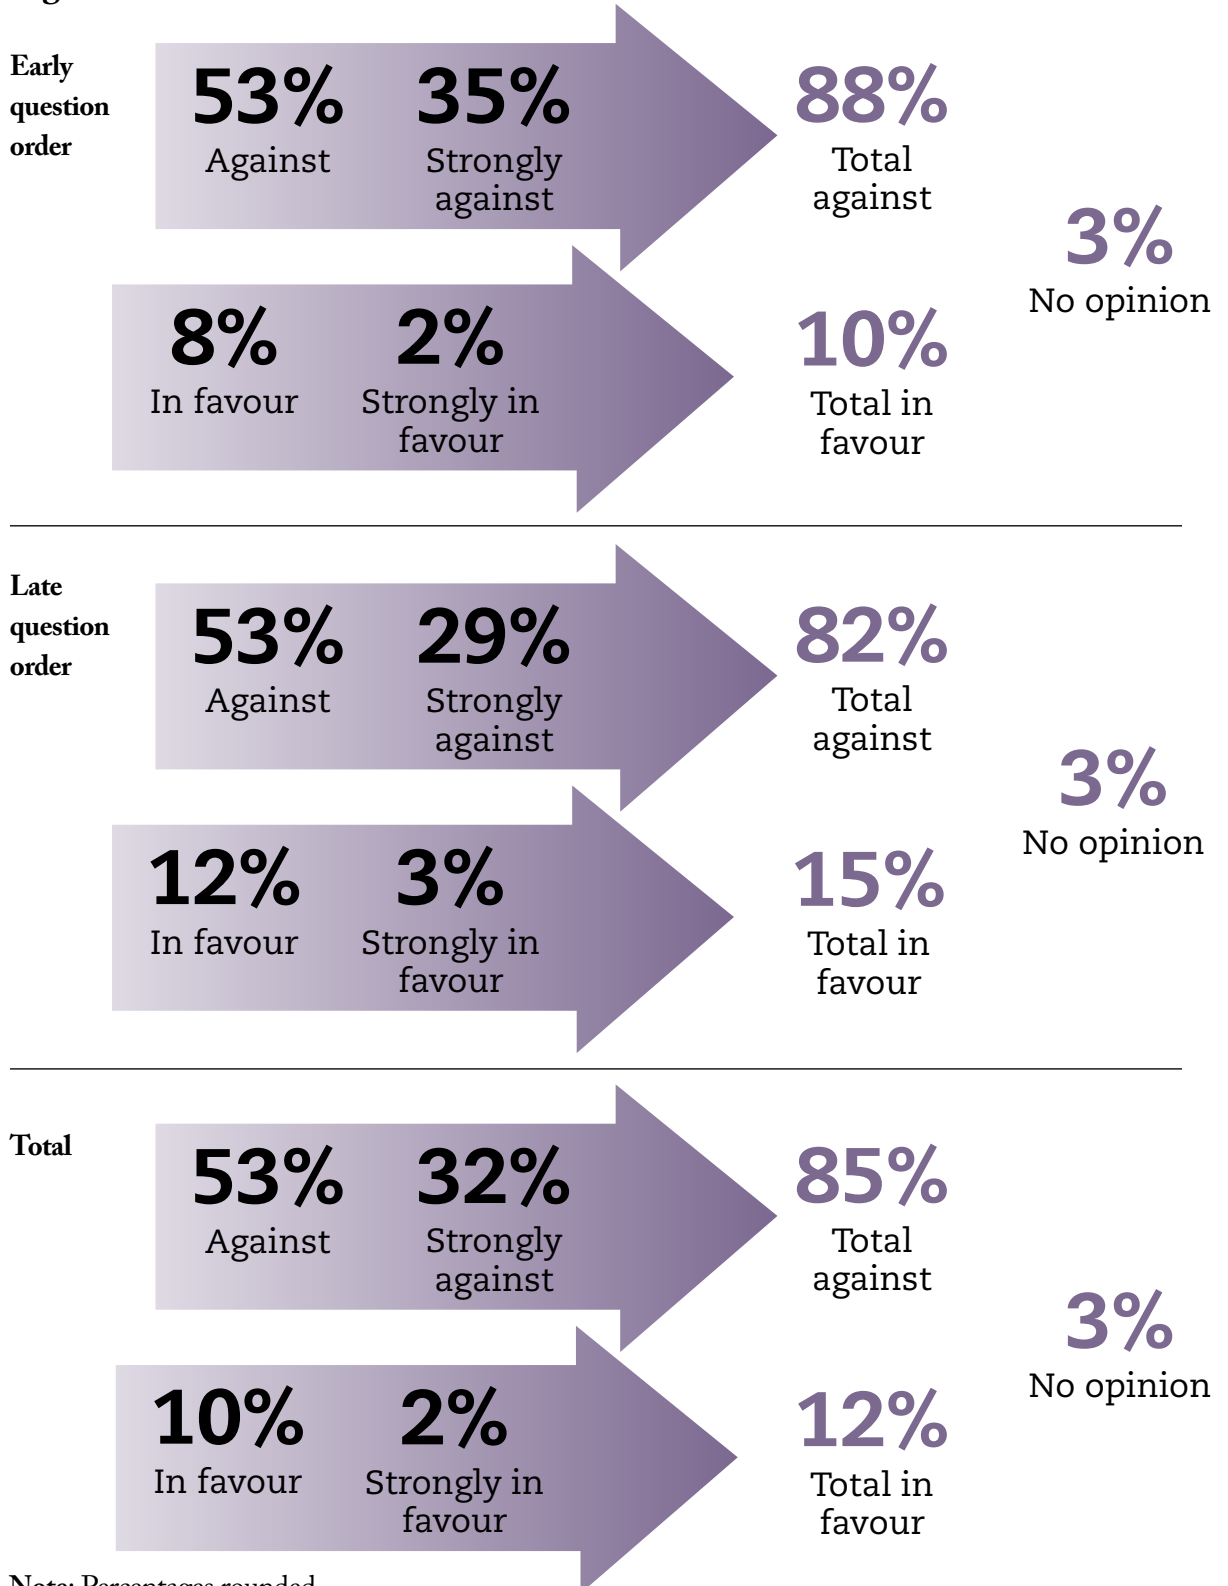 Early
question
order
53% 35% 88%
Against Strongly against Total against
3%
No opinion
8% 2% 10%
In favour Strongly in favour Total in favour
Late
question
order
53% 29% 82%
Against Strongly against Total against
3%
No opinion
12% 3% 15%
In favour Strongly in favour Total in favour
Total
53% 32% 85%
Against Strongly against Total against
3%
No opinion
10% 2% 12%
In favour Strongly in favour Total in favour
Note: Percentages rounded